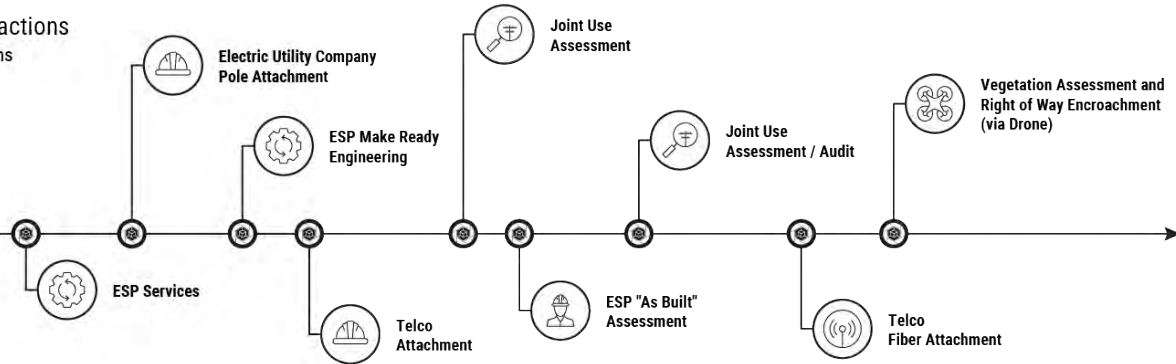 actions
ns
Electric Utility Company
Pole Attachment
ESP Make Ready
Engineering
Joint Use
Assessment
Joint Use
Assessment / Audit
Vegetation Assessment and
Right of Way Encroachment
(via Drone)
ESP Services
Telco
Attachment
ESP "As Built"
Assessment
Telco
Fiber Attachment